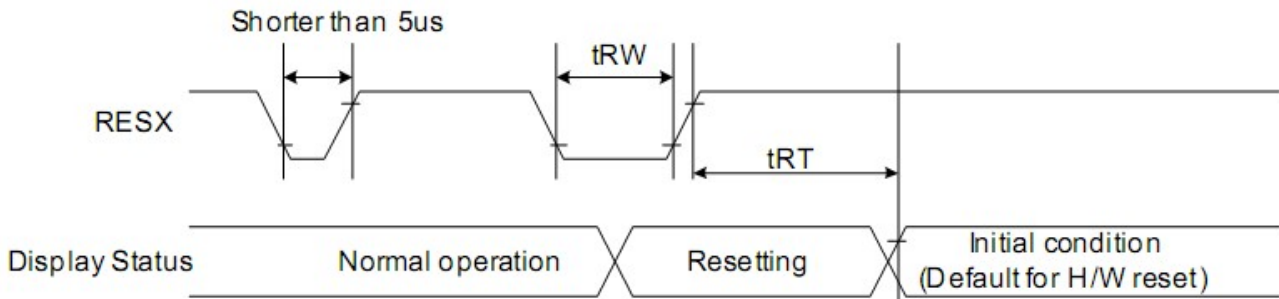 Shorter than 5us
tRW
RESX
tRT
Display Status
Normal operation
Resetting
Initial condition
(Default for H/W reset)